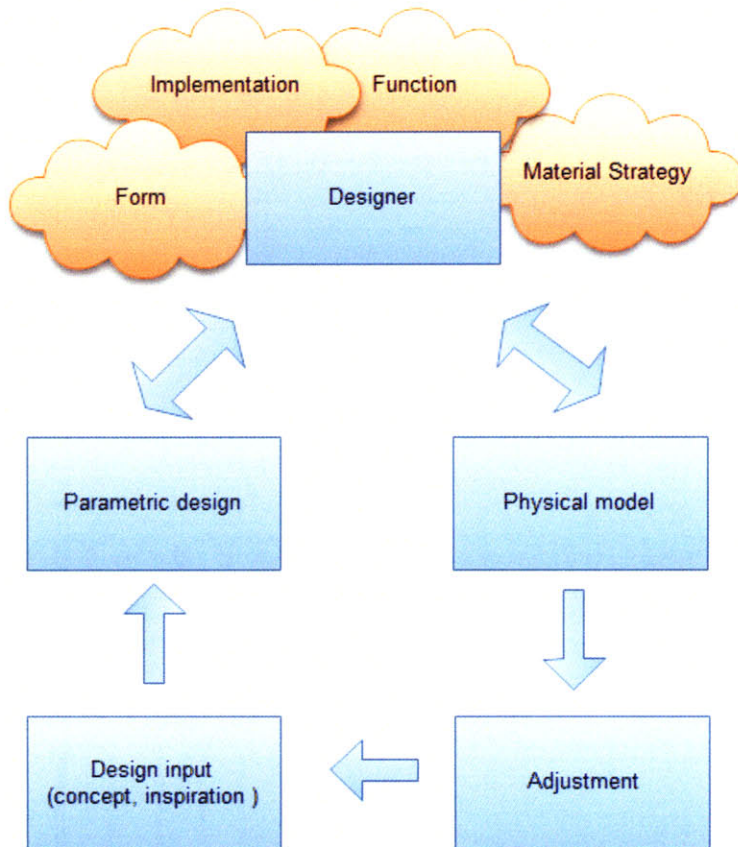 Implementation
Function
Form
Designer
Material Strategy
Parametric design
Physical model
Design input
(concept, inspiration )
Adjustment